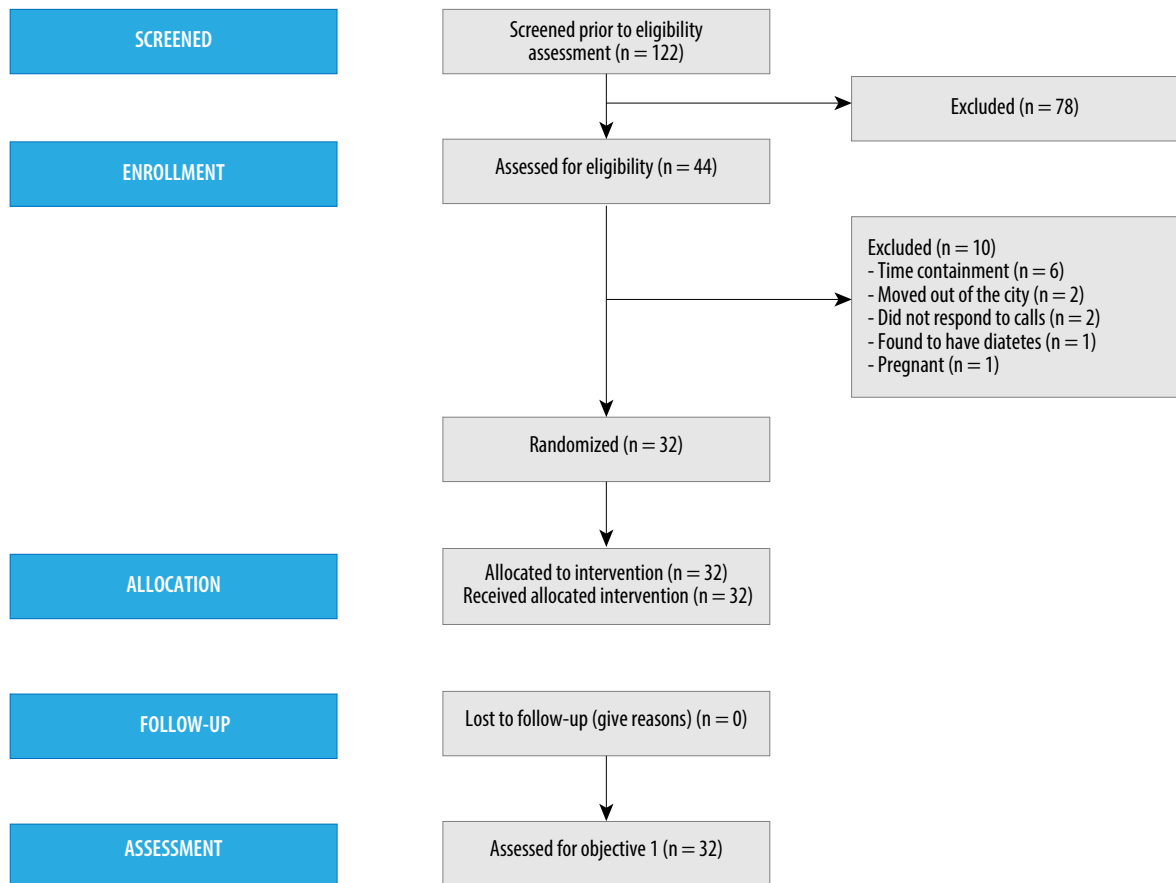 SCREENED
Screened prior to eligibility
assessment (n = 122)
Excluded (n = 78)
ENROLLMENT
Assessed for eligibility (n = 44)
Excluded (n = 10)
- Time containment (n = 6)
- Moved out of the city (n = 2)
- Did not respond to calls (n = 2)
- Found to have diatetes (n = 1)
- Pregnant (n = 1)
Randomized (n = 32)
ALLOCATION
Allocated to intervention (n = 32)
Received allocated intervention (n = 32)
FOLLOW-UP
Lost to follow-up (give reasons) (n = 0)
ASSESSMENT
Assessed for objective 1 (n = 32)